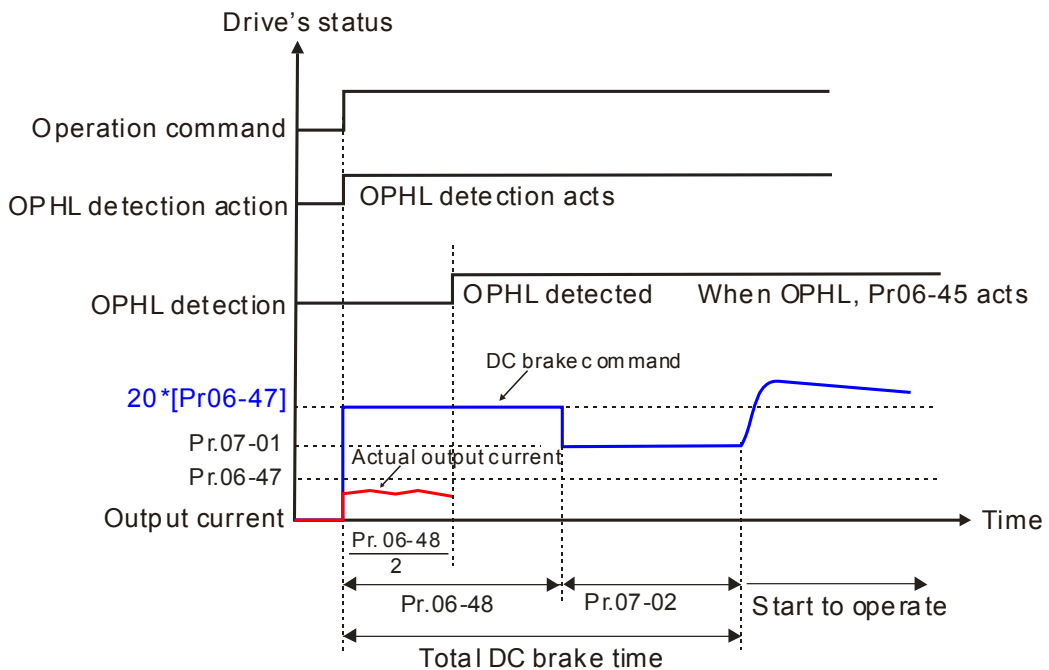 Drive's status
Operation command
OPHL detection action
OPHL detection acts
OPHL detection
OPHL detected
When OPHL, Pr06-45 acts
DC brake command
20*[Pr06-47]
Pr.07-01
Actual output current
Pr.06-47
Output current
Time
Pr. 06-48
2
Pr.06-48
Pr.07-02
Start to operate
Total DC brake time